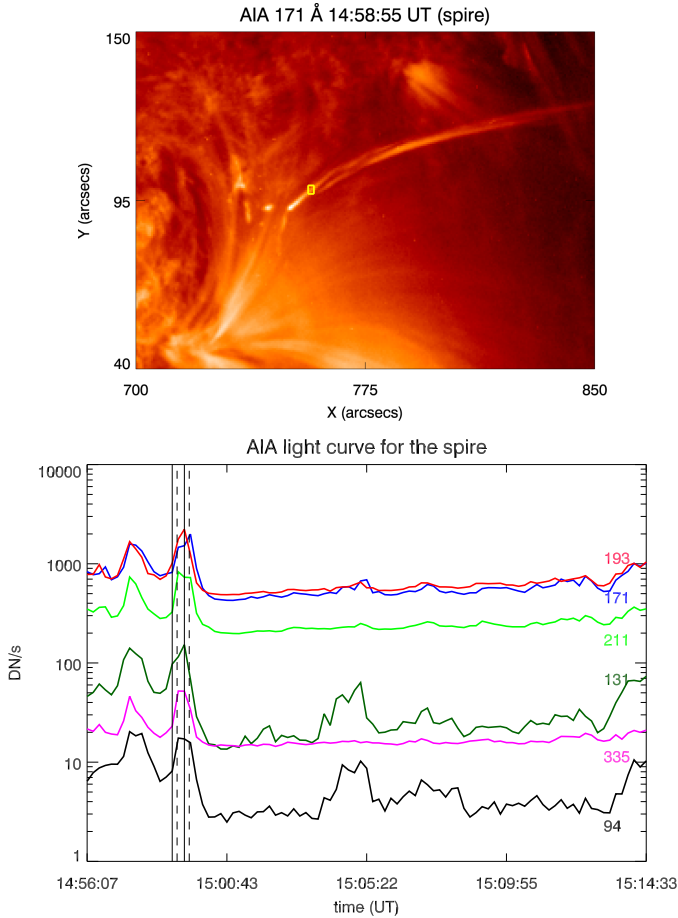 AIA 171 Å 14:58:55 UT (spire)
150
95
40
Y (arcsecs)
700 775 850
X (arcsecs)
AIA light curve for the spire
10000
1000
100
10
1
DN/s
193
171
211
131
335
94
14:56:07 15:00:43 15:05:22 15:09:55 15:14:33
time (UT)